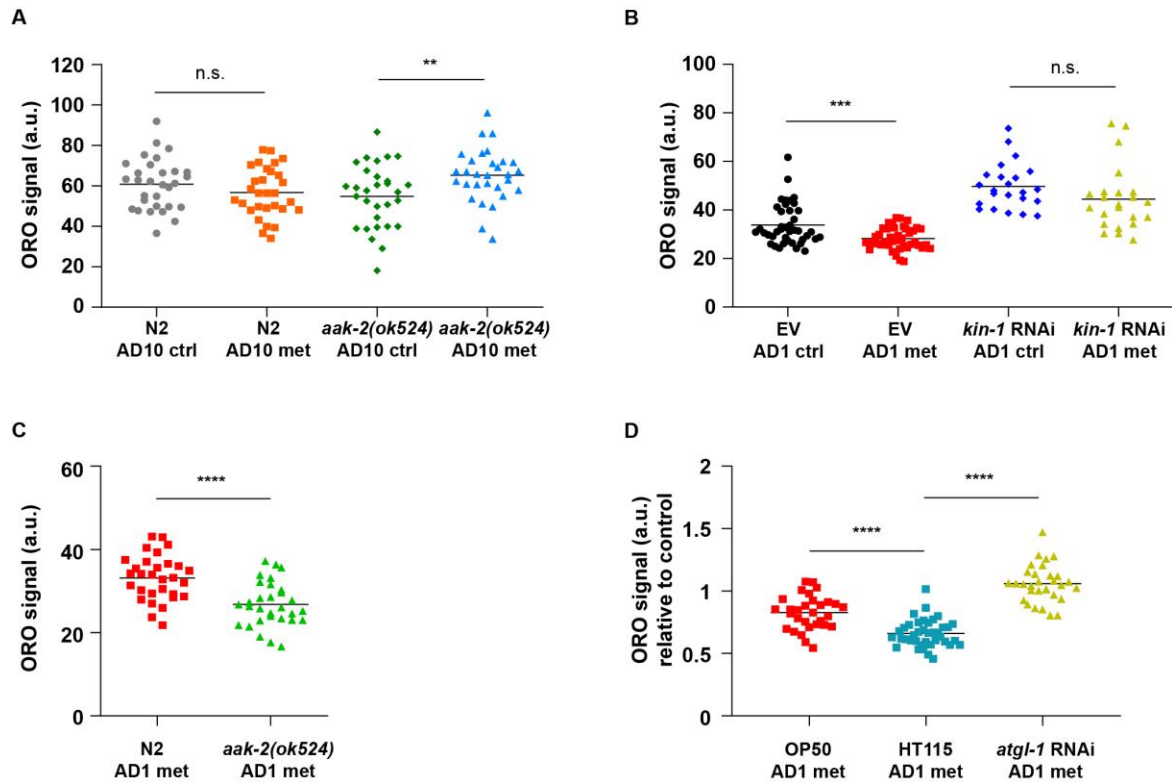 A
ORO signal (a.u.)
120
100
80
60
40
20
0
n.s.
**
N2
AD10 ctrl
N2
AD10 met
aak-2(ok524)
AD10 ctrl
aak-2(ok524)
AD10 met
B
ORO signal (a.u.)
100
80
60
40
20
0
***
n.s.
EV
AD1 ctrl
EV
AD1 met
kin-1 RNAi
AD1 ctrl
kin-1 RNAi
AD1 met
C
ORO signal (a.u.)
60
40
20
0
****
N2
AD1 met
aak-2(ok524)
AD1 met
D
ORO signal (a.u.)
relative to control
2
1.5
1
0.5
0
****
****
OP50
AD1 met
HT115
AD1 met
atgl-1 RNAi
AD1 met